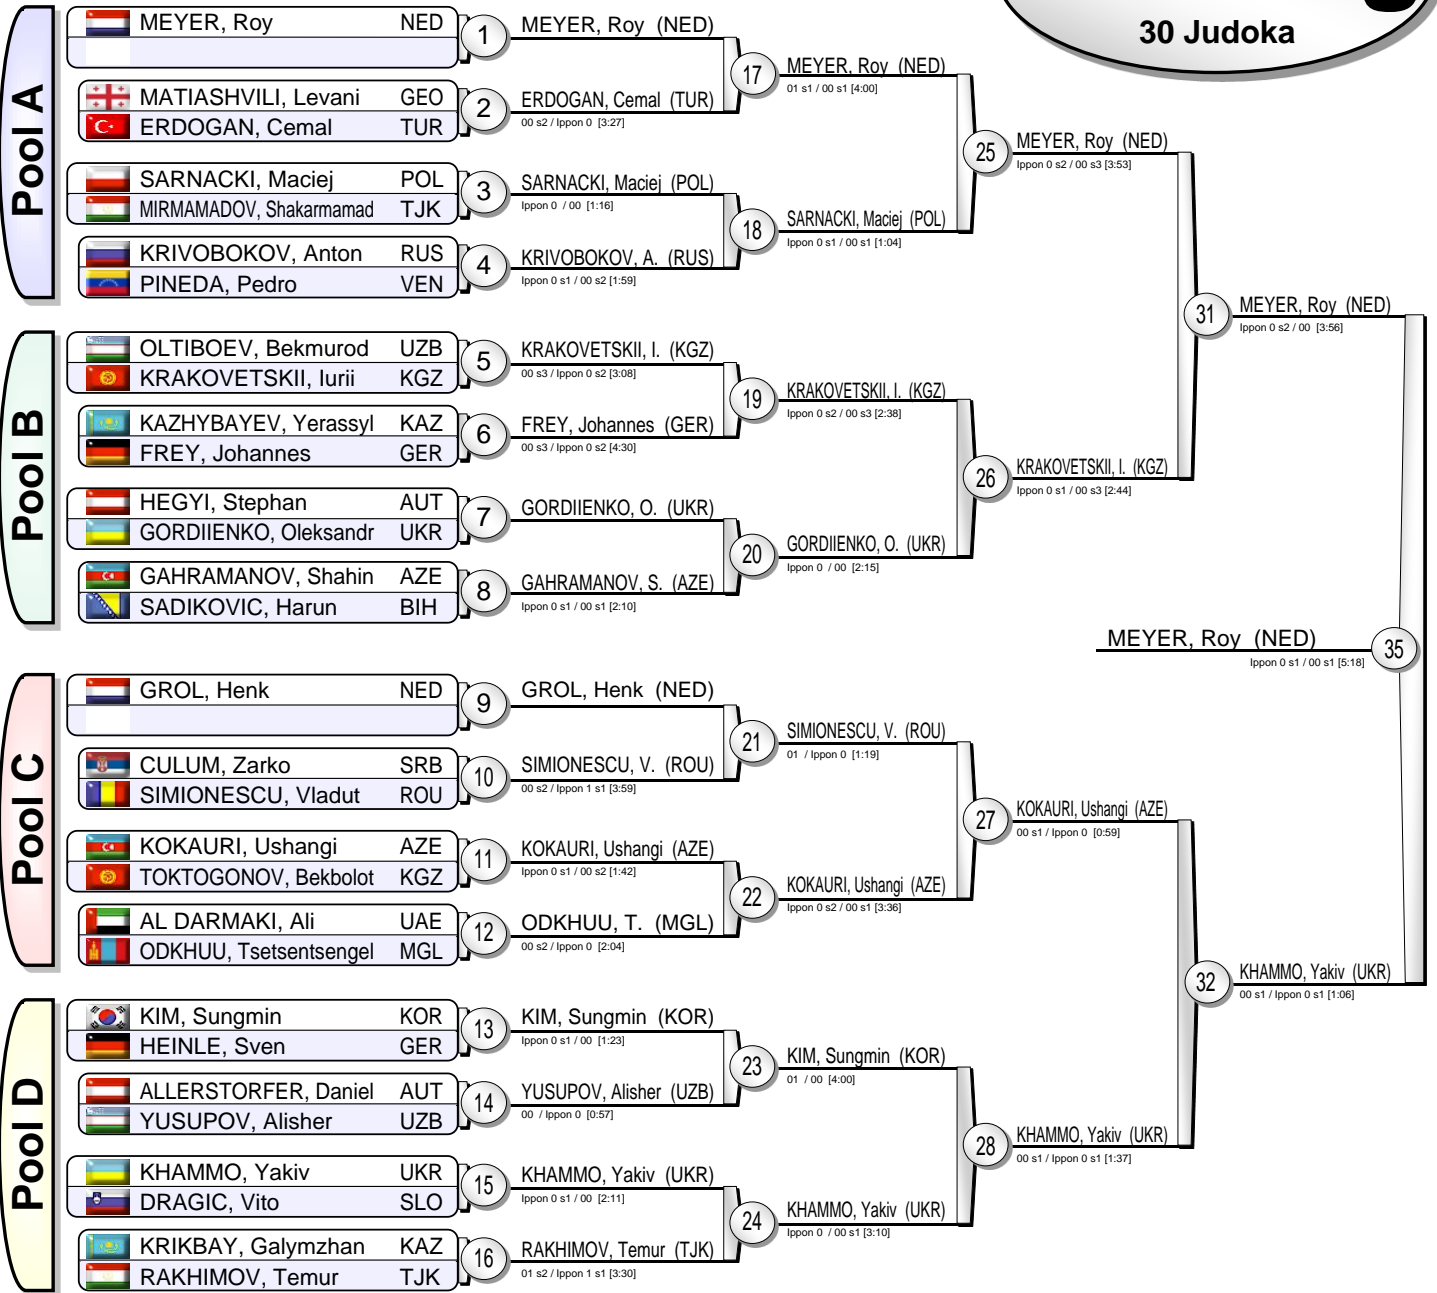 30 Judoka
Pool A
MEYER, Roy NED
MATIASHVILI, Levani GEO
ERDOGAN, Cemal TUR
SARNACKI, Maciej POL
MIRMAMADOV, Shakarmamad TJK
KRIVOBOKOV, Anton RUS
PINEDA, Pedro VEN
Pool B
OLTIBOEV, Bekmurod UZB
KRAKOVETSKII, Iurii KGZ
KAZHYBAYEV, Yerassyl KAZ
FREY, Johannes GER
HEGYI, Stephan AUT
GORDIIENKO, Oleksandr UKR
GAHRAMANOV, Shahin AZE
SADIKOVIC, Harun BIH
Pool C
GROL, Henk NED
CULUM, Zarko SRB
SIMIONESCU, Vladut ROU
KOKAURI, Ushangi AZE
TOKTOGONOV, Bekbolot KGZ
AL DARMAKI, Ali UAE
ODKHUU, Tsetsentsengel MGL
Pool D
KIM, Sungmin KOR
HEINLE, Sven GER
ALLERSTORFER, Daniel AUT
YUSUPOV, Alisher UZB
KHAMMO, Yakiv UKR
DRAGIC, Vito SLO
KRIKBAY, Galymzhan KAZ
RAKHIMOV, Temur TJK
1
MEYER, Roy (NED)
2
ERDOGAN, Cemal (TUR)
00 s2 / Ippon 0 [3:27]
3
SARNACKI, Maciej (POL)
Ippon 0 / 00 [1:16]
4
KRIVOBOKOV, A. (RUS)
Ippon 0 s1 / 00 s2 [1:59]
5
KRAKOVETSKII, I. (KGZ)
00 s3 / Ippon 0 s2 [3:08]
6
FREY, Johannes (GER)
00 s3 / Ippon 0 s2 [4:30]
7
GORDIIENKO, O. (UKR)
8
GAHRAMANOV, S. (AZE)
Ippon 0 s1 / 00 s1 [2:10]
9
GROL, Henk (NED)
10
SIMIONESCU, V. (ROU)
00 s2 / Ippon 1 s1 [3:59]
11
KOKAURI, Ushangi (AZE)
Ippon 0 s1 / 00 s2 [1:42]
12
ODKHUU, T. (MGL)
00 s2 / Ippon 0 [2:04]
13
KIM, Sungmin (KOR)
Ippon 0 s1 / 00 [1:23]
14
YUSUPOV, Alisher (UZB)
00 / Ippon 0 [0:57]
15
KHAMMO, Yakiv (UKR)
Ippon 0 s1 / 00 [2:11]
16
RAKHIMOV, Temur (TJK)
01 s2 / Ippon 1 s1 [3:30]
17
MEYER, Roy (NED)
01 s1 / 00 s1 [4:00]
18
SARNACKI, Maciej (POL)
Ippon 0 s1 / 00 s1 [1:04]
19
KRAKOVETSKII, I. (KGZ)
Ippon 0 s2 / 00 s3 [2:38]
20
GORDIIENKO, O. (UKR)
Ippon 0 / 00 [2:15]
21
SIMIONESCU, V. (ROU)
01 / Ippon 0 [1:19]
22
KOKAURI, Ushangi (AZE)
Ippon 0 s2 / 00 s1 [3:36]
23
KIM, Sungmin (KOR)
01 / 00 [4:00]
24
KHAMMO, Yakiv (UKR)
Ippon 0 / 00 s1 [3:10]
25
MEYER, Roy (NED)
Ippon 0 s2 / 00 s3 [3:53]
26
KRAKOVETSKII, I. (KGZ)
Ippon 0 s1 / 00 s3 [2:44]
27
KOKAURI, Ushangi (AZE)
00 s1 / Ippon 0 [0:59]
28
KHAMMO, Yakiv (UKR)
00 s1 / Ippon 0 s1 [1:37]
31
MEYER, Roy (NED)
Ippon 0 s2 / 00 [3:56]
32
KHAMMO, Yakiv (UKR)
00 s1 / Ippon 0 s1 [1:06]
35
MEYER, Roy (NED)
Ippon 0 s1 / 00 s1 [5:18]